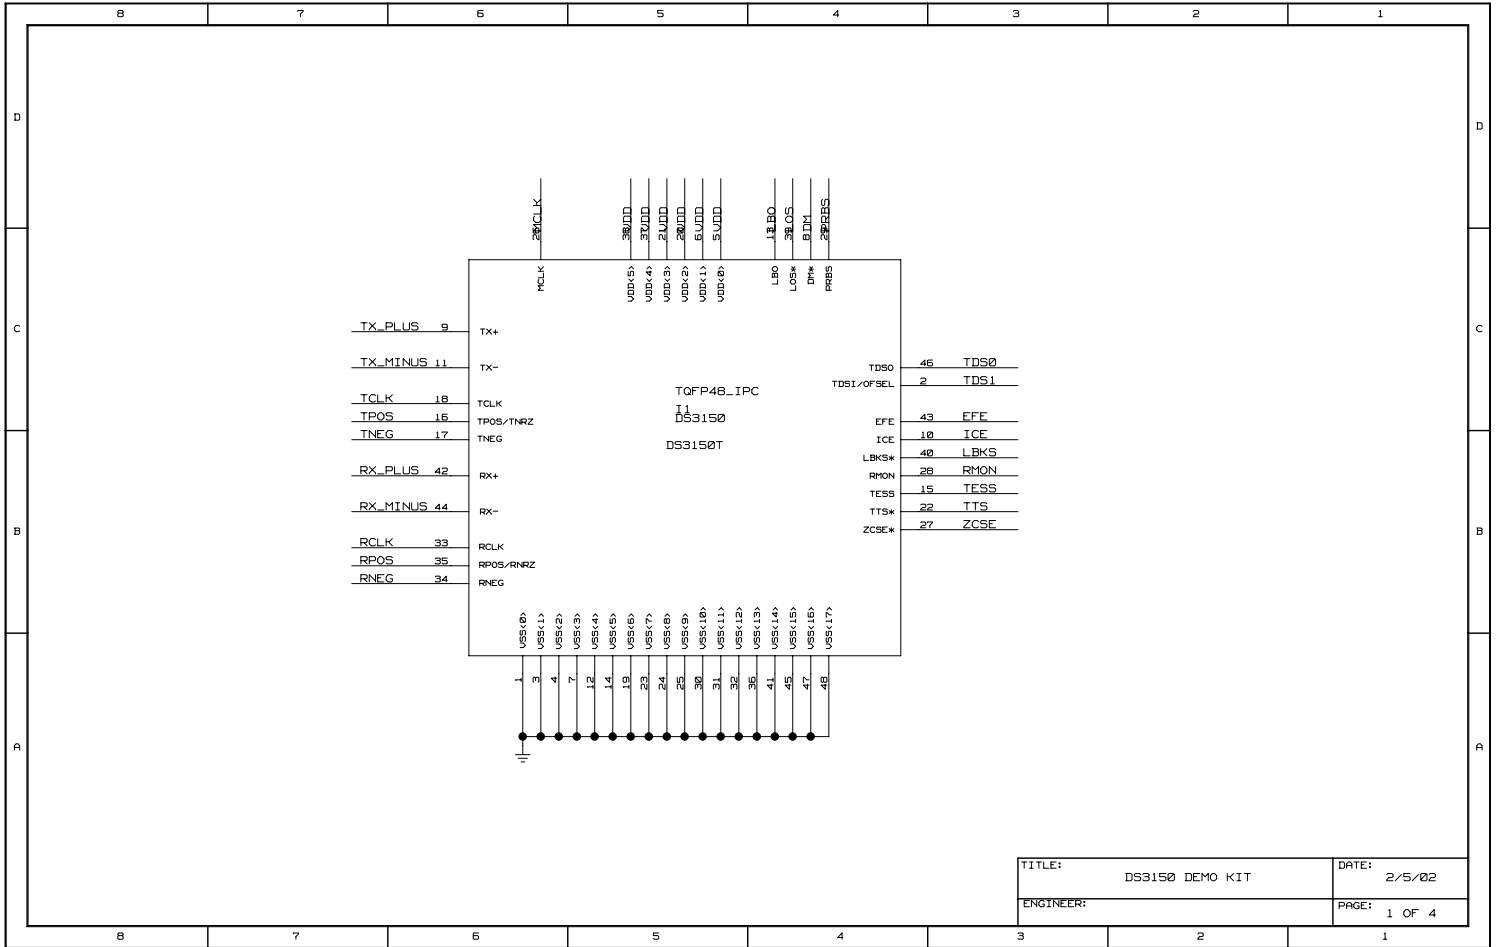 8 7 6 5 4 3 2 1
D D
MCLK VDD VDD VDD VDD VDD VDD LBO LOS DM PRBS
38 37 21 20 6 5 13 39 8 29
MCLK VDD<5> VDD<4> VDD<3> VDD<2> VDD<1> VDD<0> LBO LOS* DM* PRBS
C C
TX_PLUS 9 TX+
TX_MINUS 11 TX-
TCLK 18 TCLK
TPOS 16 TPOS/TNRZ
TNEG 17 TNEG
RX_PLUS 42 RX+
RX_MINUS 44 RX-
RCLK 33 RCLK
RPOS 35 RPOS/RNRZ
RNEG 34 RNEG
TQFP48_IPC
I1
DS3150
DS3150T
TDSO 46 TDS0
TDSI/OFSEL 2 TDS1
EFE 43 EFE
ICE 10 ICE
LBKS* 40 LBKS
RMON 28 RMON
TESS 15 TESS
TTS* 22 TTS
ZCSE* 27 ZCSE
B B
VSS<0> VSS<1> VSS<2> VSS<3> VSS<4> VSS<5> VSS<6> VSS<7> VSS<8> VSS<9> VSS<10> VSS<11> VSS<12> VSS<13> VSS<14> VSS<15> VSS<16> VSS<17>
1 3 4 7 12 14 19 23 24 25 30 31 32 36 41 45 47 48
A A
TITLE: DS3150 DEMO KIT
DATE: 2/5/02
ENGINEER:
PAGE: 1 OF 4
8 7 6 5 4 3 2 1